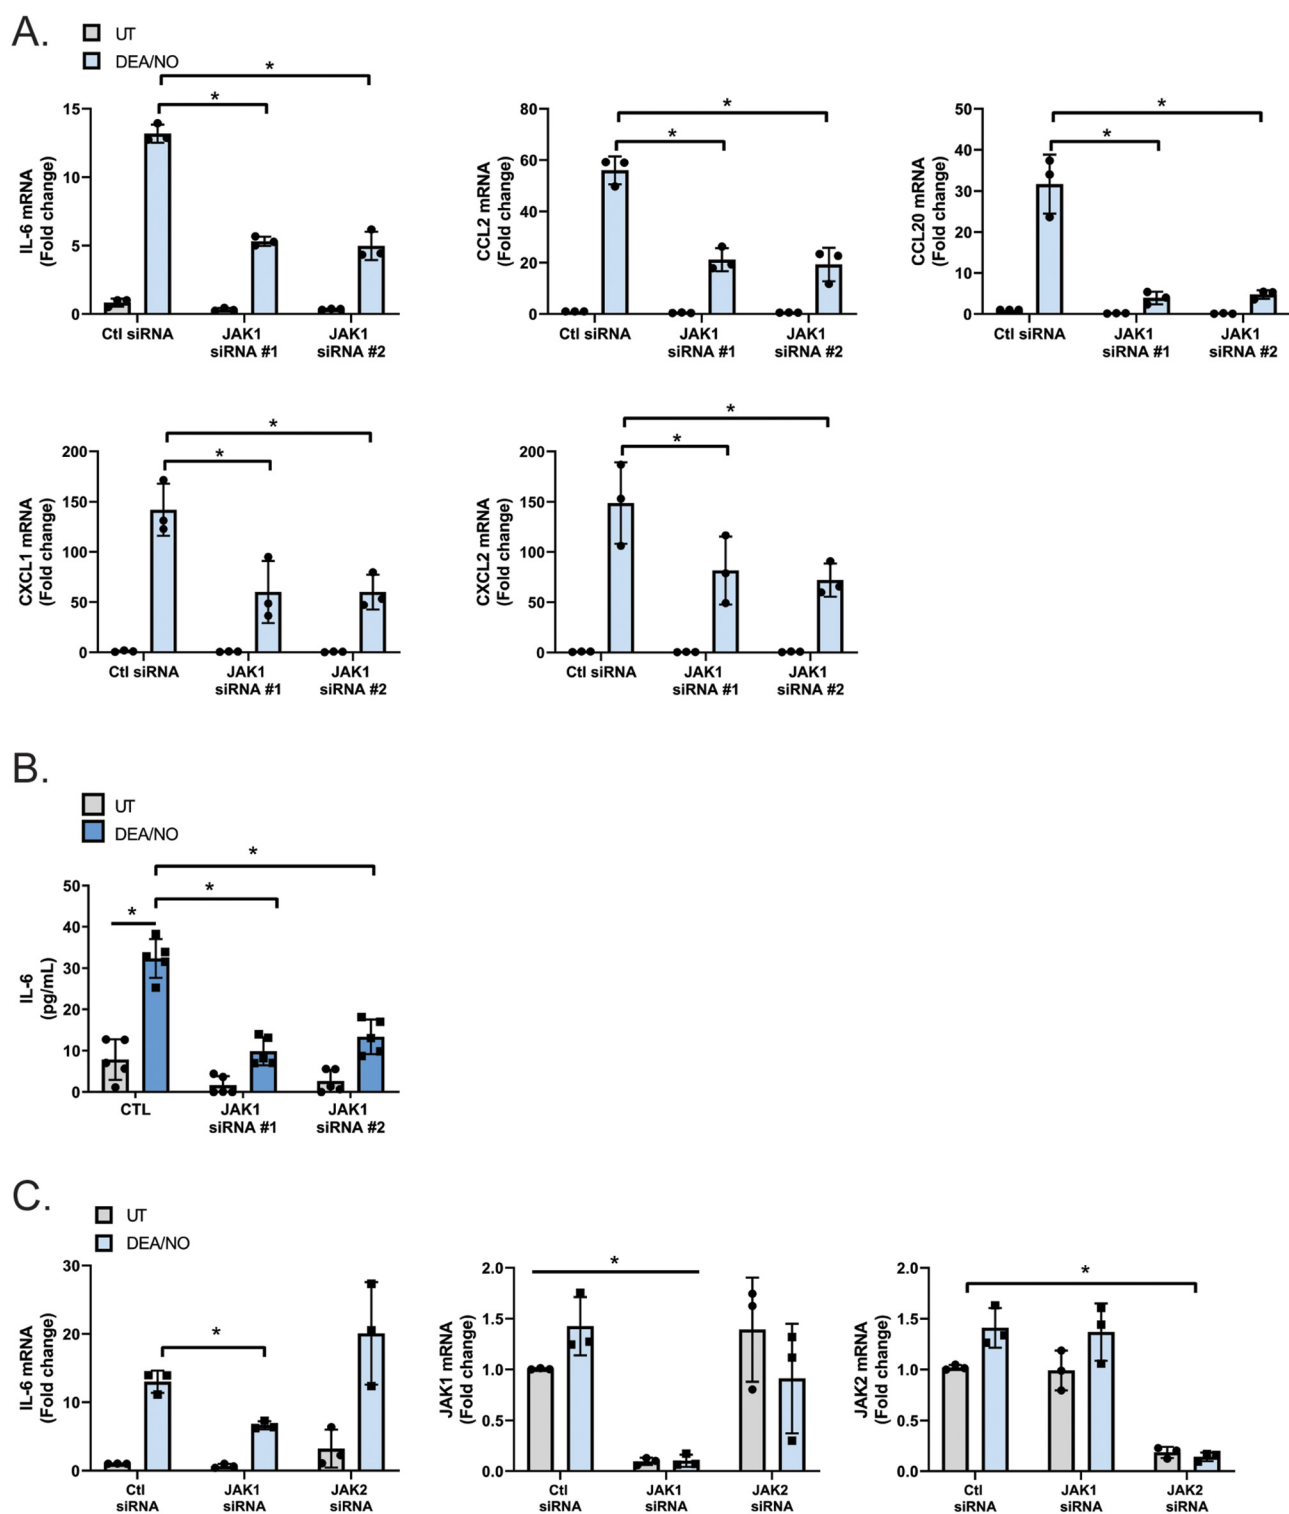 A.
UT
DEA/NO
* *
IL-6 mRNA
(Fold change)
15
10
5
0
Ctl siRNA
JAK1
siRNA #1
JAK1
siRNA #2
* *
CCL2 mRNA
(Fold change)
80
60
40
20
0
Ctl siRNA
JAK1
siRNA #1
JAK1
siRNA #2
* *
CCL20 mRNA
(Fold change)
50
40
30
20
10
0
Ctl siRNA
JAK1
siRNA #1
JAK1
siRNA #2
* *
CXCL1 mRNA
(Fold change)
200
150
100
50
0
Ctl siRNA
JAK1
siRNA #1
JAK1
siRNA #2
* *
CXCL2 mRNA
(Fold change)
200
150
100
50
0
Ctl siRNA
JAK1
siRNA #1
JAK1
siRNA #2
B.
UT
DEA/NO
* * *
IL-6
(pg/mL)
50
40
30
20
10
0
CTL
JAK1
siRNA #1
JAK1
siRNA #2
C.
UT
DEA/NO
*
IL-6 mRNA
(Fold change)
30
20
10
0
Ctl
siRNA
JAK1
siRNA
JAK2
siRNA
*
JAK1 mRNA
(Fold change)
2.0
1.5
1.0
0.5
0.0
Ctl
siRNA
JAK1
siRNA
JAK2
siRNA
*
JAK2 mRNA
(Fold change)
2.0
1.5
1.0
0.5
0.0
Ctl
siRNA
JAK1
siRNA
JAK2
siRNA